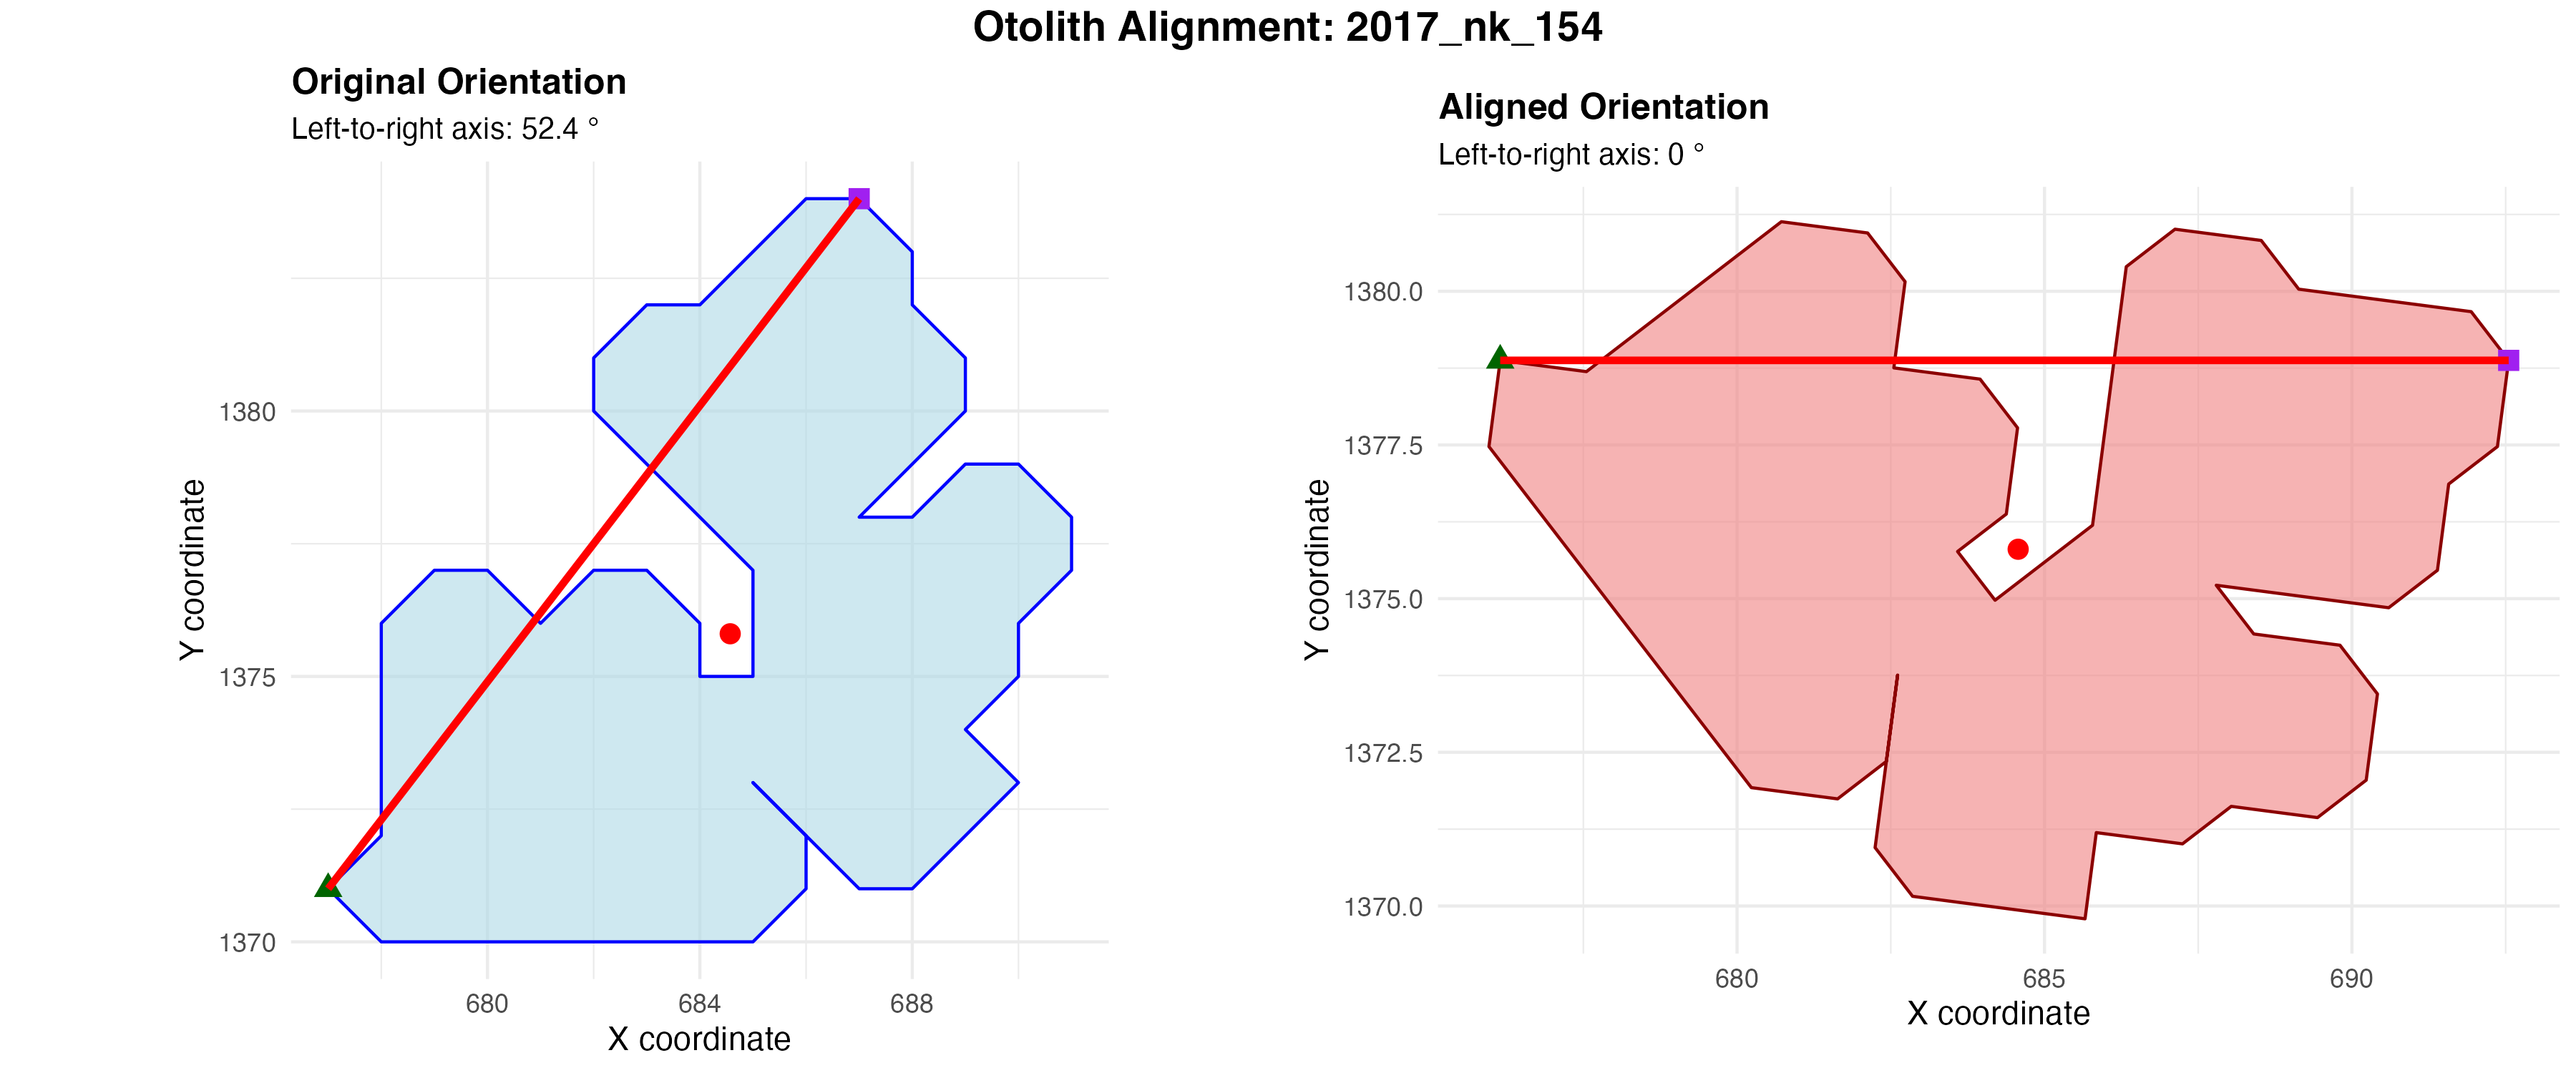 Otolith Alignment: 2017_nk_154
Original Orientation
Left-to-right axis: 52.4 °
Y coordinate
1380
1375
1370
680 684 688
X coordinate
Aligned Orientation
Left-to-right axis: 0 °
Y coordinate
1380.0
1377.5
1375.0
1372.5
1370.0
680 685 690
X coordinate